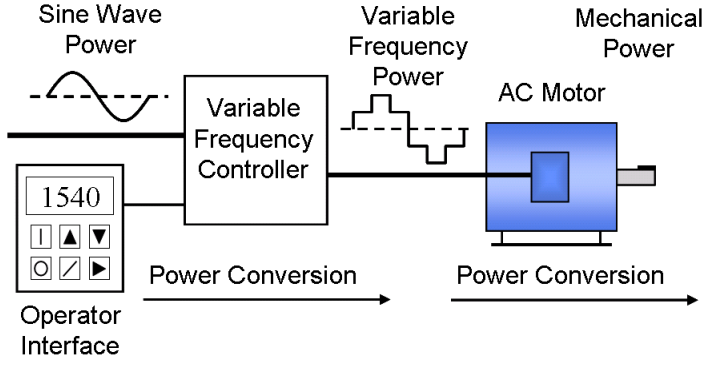 Sine Wave
Power
Variable
Frequency
Power
Mechanical
Power
AC Motor
Variable
Frequency
Controller
1540
Power Conversion
Power Conversion
Operator
Interface